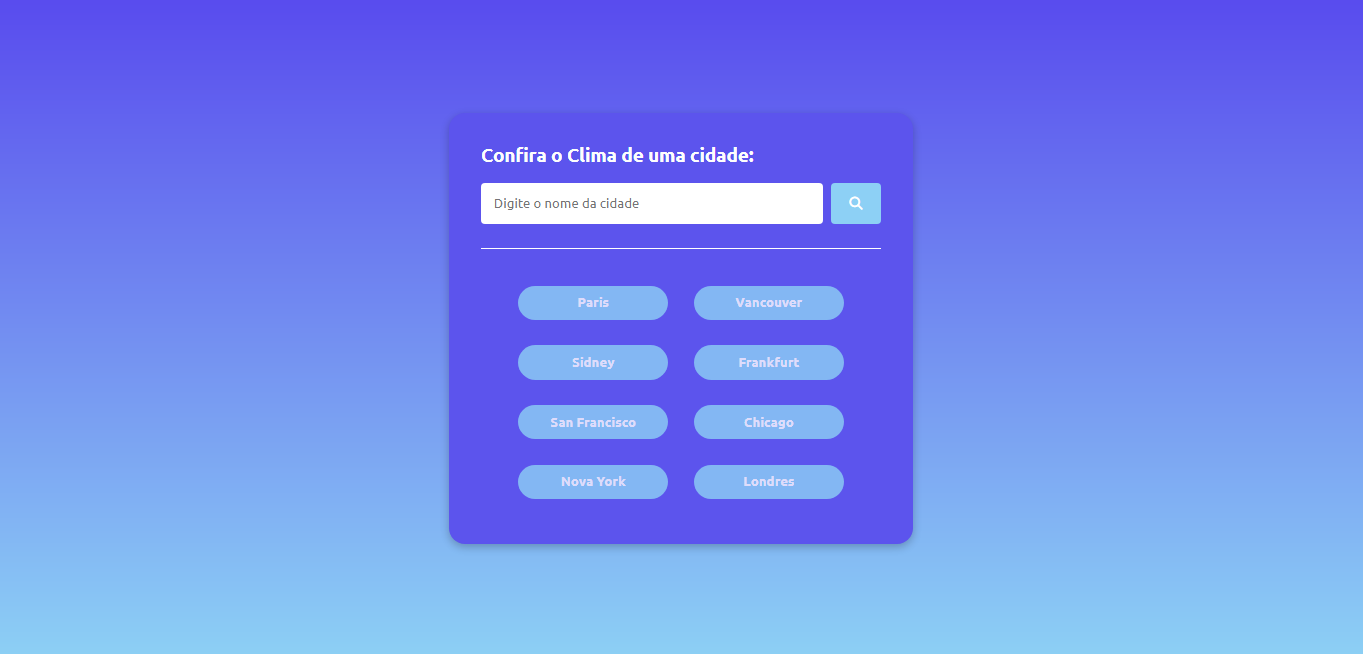 Confira o Clima de uma cidade:
Digite o nome da cidade
Paris
Vancouver
Sidney
Frankfurt
San Francisco
Chicago
Nova York
Londres